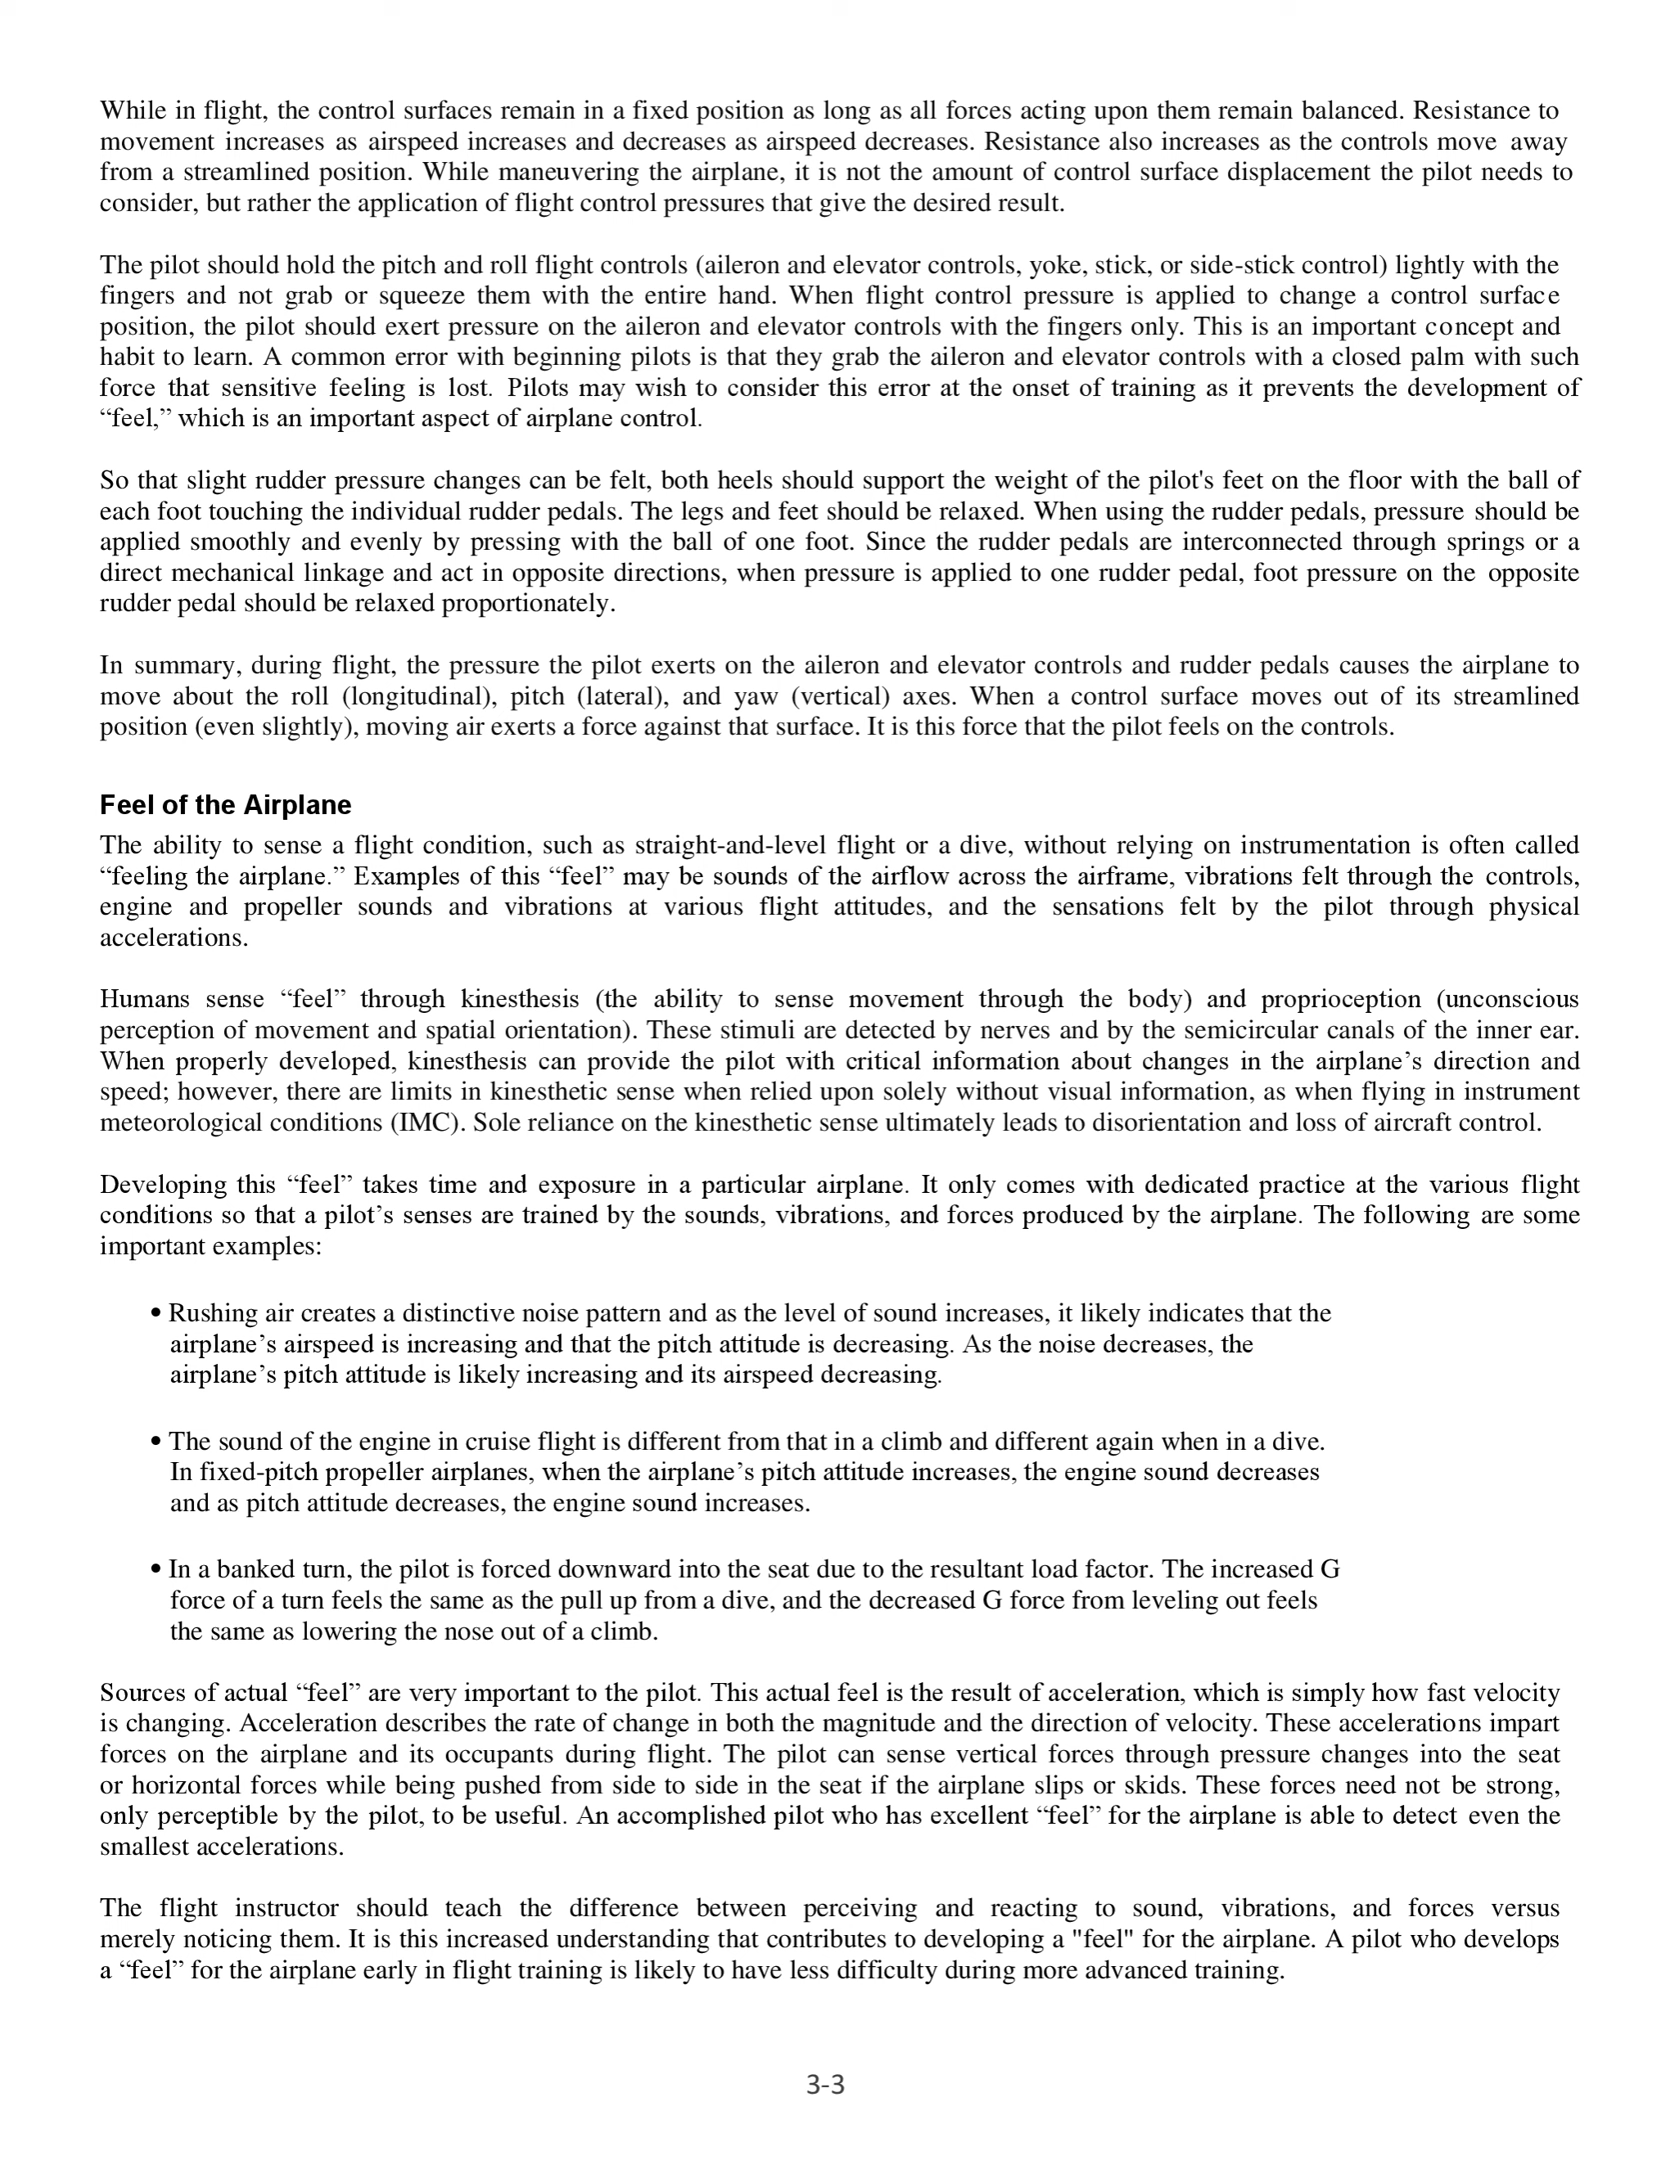 While in flight, the control surfaces remain in a fixed position as long as all forces acting upon them remain balanced. Resistance to
movement increases as airspeed increases and decreases as airspeed decreases. Resistance also increases as the controls move away
from a streamlined position. While maneuvering the airplane, it is not the amount of control surface displacement the pilot needs to
consider, but rather the application of flight control pressures that give the desired result.
The pilot should hold the pitch and roll flight controls (aileron and elevator controls, yoke, stick, or side-stick control) lightly with the
fingers and not grab or squeeze them with the entire hand. When flight control pressure is applied to change a control surface
position, the pilot should exert pressure on the aileron and elevator controls with the fingers only. This is an important concept and
habit to learn. A common error with beginning pilots is that they grab the aileron and elevator controls with a closed palm with such
force that sensitive feeling is lost. Pilots may wish to consider this error at the onset of training as it prevents the development of
“feel,” which is an important aspect of airplane control.
So that slight rudder pressure changes can be felt, both heels should support the weight of the pilot's feet on the floor with the ball of
each foot touching the individual rudder pedals. The legs and feet should be relaxed. When using the rudder pedals, pressure should be
applied smoothly and evenly by pressing with the ball of one foot. Since the rudder pedals are interconnected through springs or a
direct mechanical linkage and act in opposite directions, when pressure is applied to one rudder pedal, foot pressure on the opposite
rudder pedal should be relaxed proportionately.
In summary, during flight, the pressure the pilot exerts on the aileron and elevator controls and rudder pedals causes the airplane to
move about the roll (longitudinal), pitch (lateral), and yaw (vertical) axes. When a control surface moves out of its streamlined
position (even slightly), moving air exerts a force against that surface. It is this force that the pilot feels on the controls.
Feel of the Airplane
The ability to sense a flight condition, such as straight-and-level flight or a dive, without relying on instrumentation is often called
“feeling the airplane.” Examples of this “feel” may be sounds of the airflow across the airframe, vibrations felt through the controls,
engine and propeller sounds and vibrations at various flight attitudes, and the sensations felt by the pilot through physical
accelerations.
Humans sense “feel” through kinesthesis (the ability to sense movement through the body) and proprioception (unconscious
perception of movement and spatial orientation). These stimuli are detected by nerves and by the semicircular canals of the inner ear.
When properly developed, kinesthesis can provide the pilot with critical information about changes in the airplane’s direction and
speed; however, there are limits in kinesthetic sense when relied upon solely without visual information, as when flying in instrument
meteorological conditions (IMC). Sole reliance on the kinesthetic sense ultimately leads to disorientation and loss of aircraft control.
Developing this “feel” takes time and exposure in a particular airplane. It only comes with dedicated practice at the various flight
conditions so that a pilot’s senses are trained by the sounds, vibrations, and forces produced by the airplane. The following are some
important examples:
• Rushing air creates a distinctive noise pattern and as the level of sound increases, it likely indicates that the
airplane’s airspeed is increasing and that the pitch attitude is decreasing. As the noise decreases, the
airplane’s pitch attitude is likely increasing and its airspeed decreasing.
• The sound of the engine in cruise flight is different from that in a climb and different again when in a dive.
In fixed-pitch propeller airplanes, when the airplane’s pitch attitude increases, the engine sound decreases
and as pitch attitude decreases, the engine sound increases.
• In a banked turn, the pilot is forced downward into the seat due to the resultant load factor. The increased G
force of a turn feels the same as the pull up from a dive, and the decreased G force from leveling out feels
the same as lowering the nose out of a climb.
Sources of actual “feel” are very important to the pilot. This actual feel is the result of acceleration, which is simply how fast velocity
is changing. Acceleration describes the rate of change in both the magnitude and the direction of velocity. These accelerations impart
forces on the airplane and its occupants during flight. The pilot can sense vertical forces through pressure changes into the seat
or horizontal forces while being pushed from side to side in the seat if the airplane slips or skids. These forces need not be strong,
only perceptible by the pilot, to be useful. An accomplished pilot who has excellent “feel” for the airplane is able to detect even the
smallest accelerations.
The flight instructor should teach the difference between perceiving and reacting to sound, vibrations, and forces versus
merely noticing them. It is this increased understanding that contributes to developing a "feel" for the airplane. A pilot who develops
a “feel” for the airplane early in flight training is likely to have less difficulty during more advanced training.
3-3